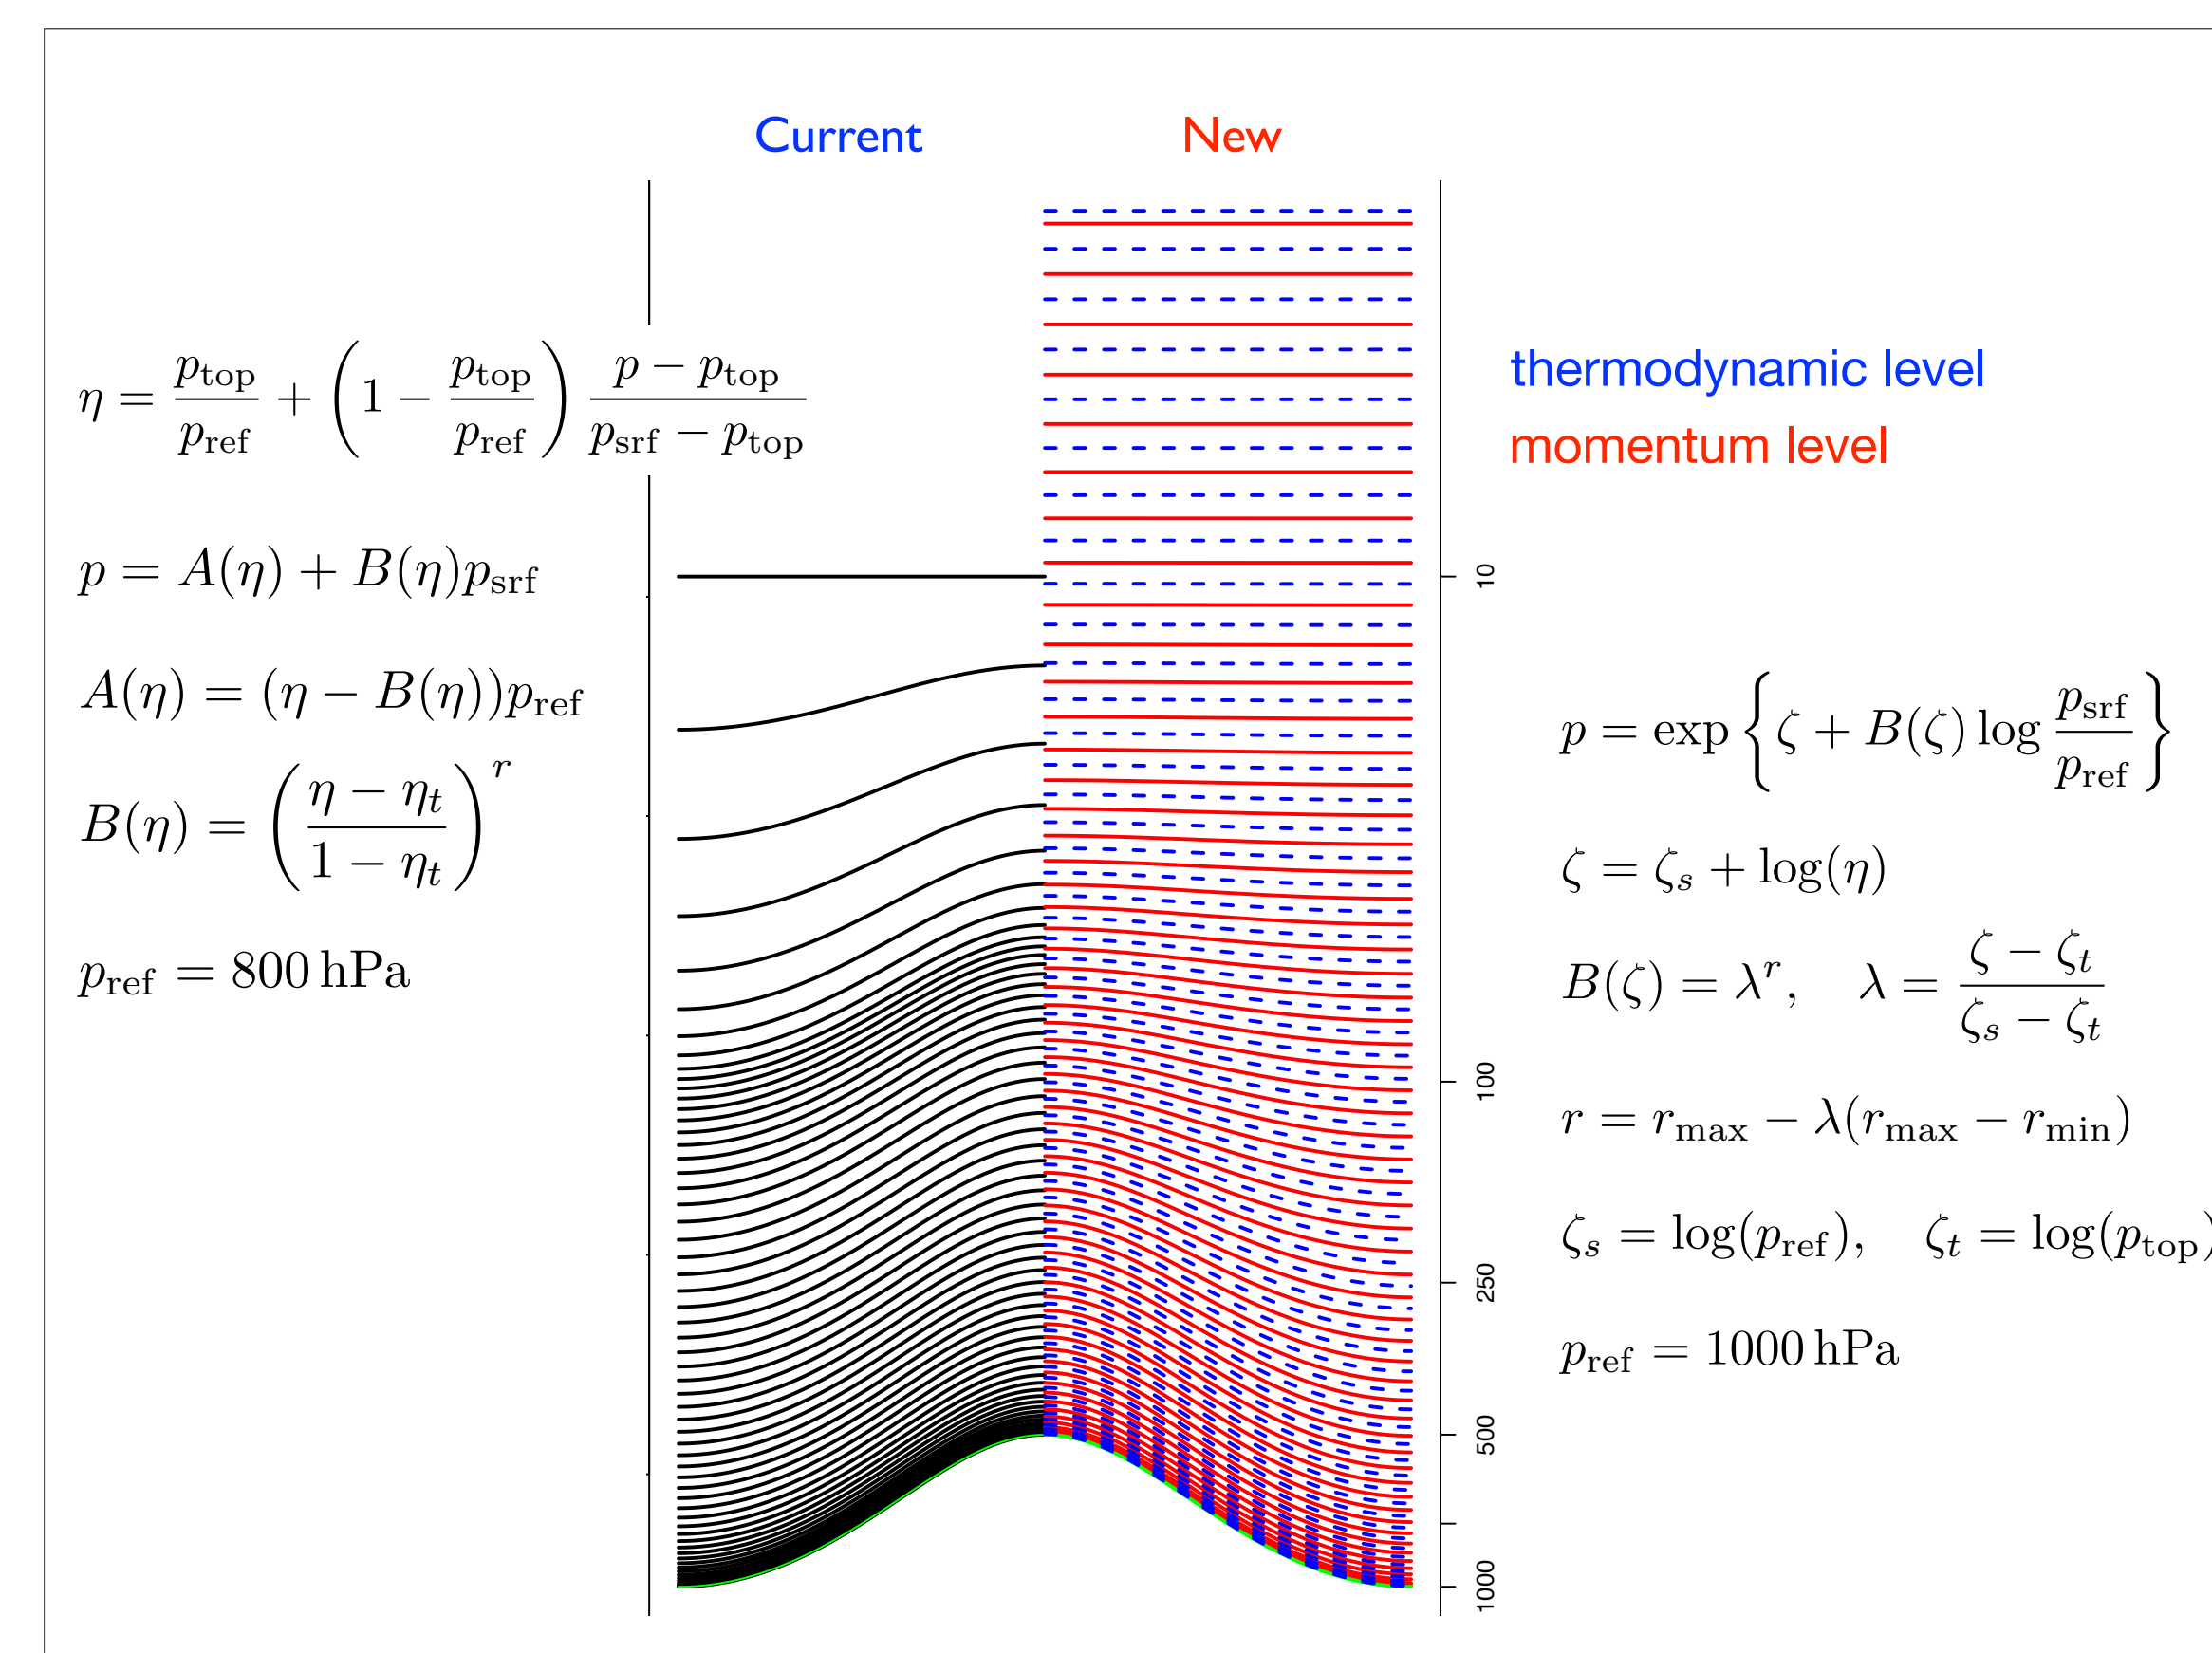 Current
New
η = p_top/p_ref + (1 − p_top/p_ref) (p − p_top)/(p_srf − p_top)
p = A(η) + B(η)p_srf
A(η) = (η − B(η))p_ref
B(η) = ((η − η_t)/(1 − η_t))^r
p_ref = 800 hPa
10
100
250
500
1000
thermodynamic level
momentum level
p = exp {ζ + B(ζ) log p_srf/p_ref}
ζ = ζ_s + log(η)
B(ζ) = λ^r, λ = (ζ − ζ_t)/(ζ_s − ζ_t)
r = r_max − λ(r_max − r_min)
ζ_s = log(p_ref), ζ_t = log(p_top)
p_ref = 1000 hPa